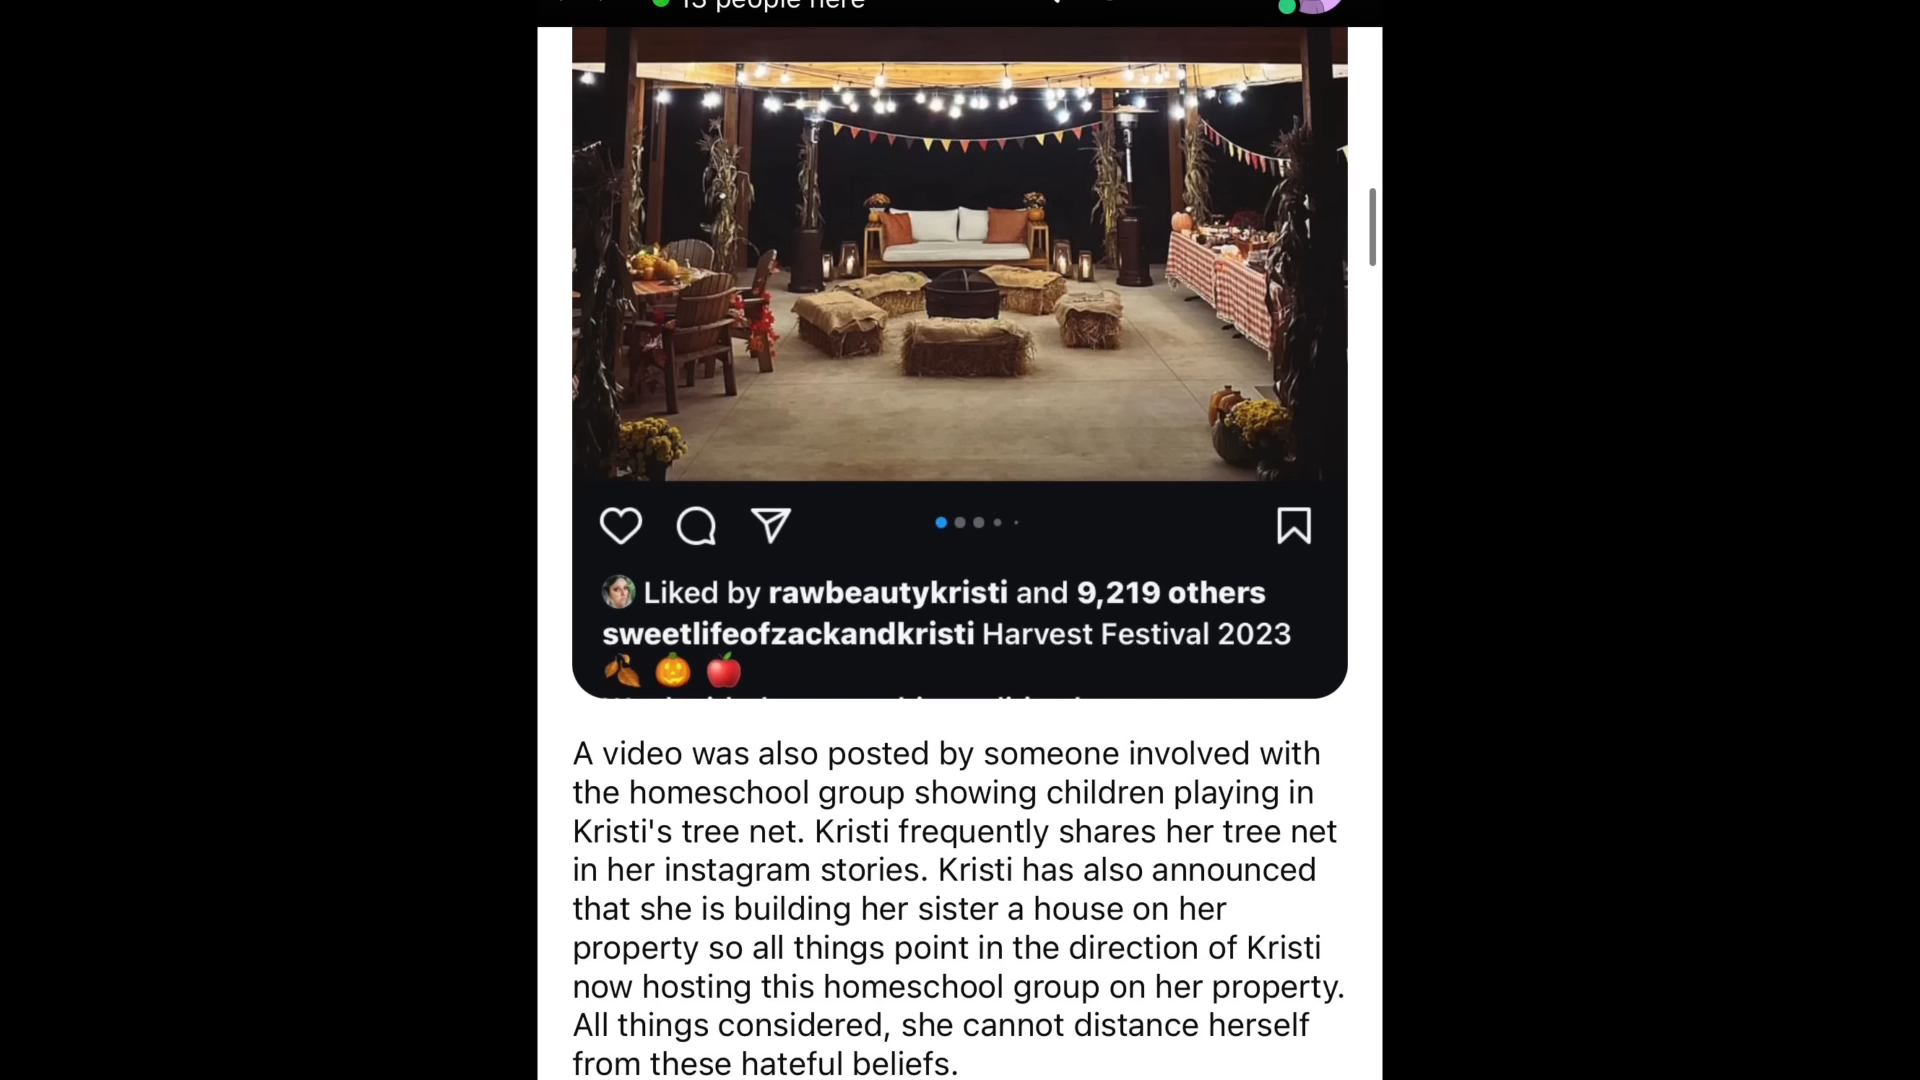 13 people here
Liked by rawbeautykristi and 9,219 others
sweetlifeofzackandkristi Harvest Festival 2023
🍂 🎃 🍎
A video was also posted by someone involved with
the homeschool group showing children playing in
Kristi's tree net. Kristi frequently shares her tree net
in her instagram stories. Kristi has also announced
that she is building her sister a house on her
property so all things point in the direction of Kristi
now hosting this homeschool group on her property.
All things considered, she cannot distance herself
from these hateful beliefs.